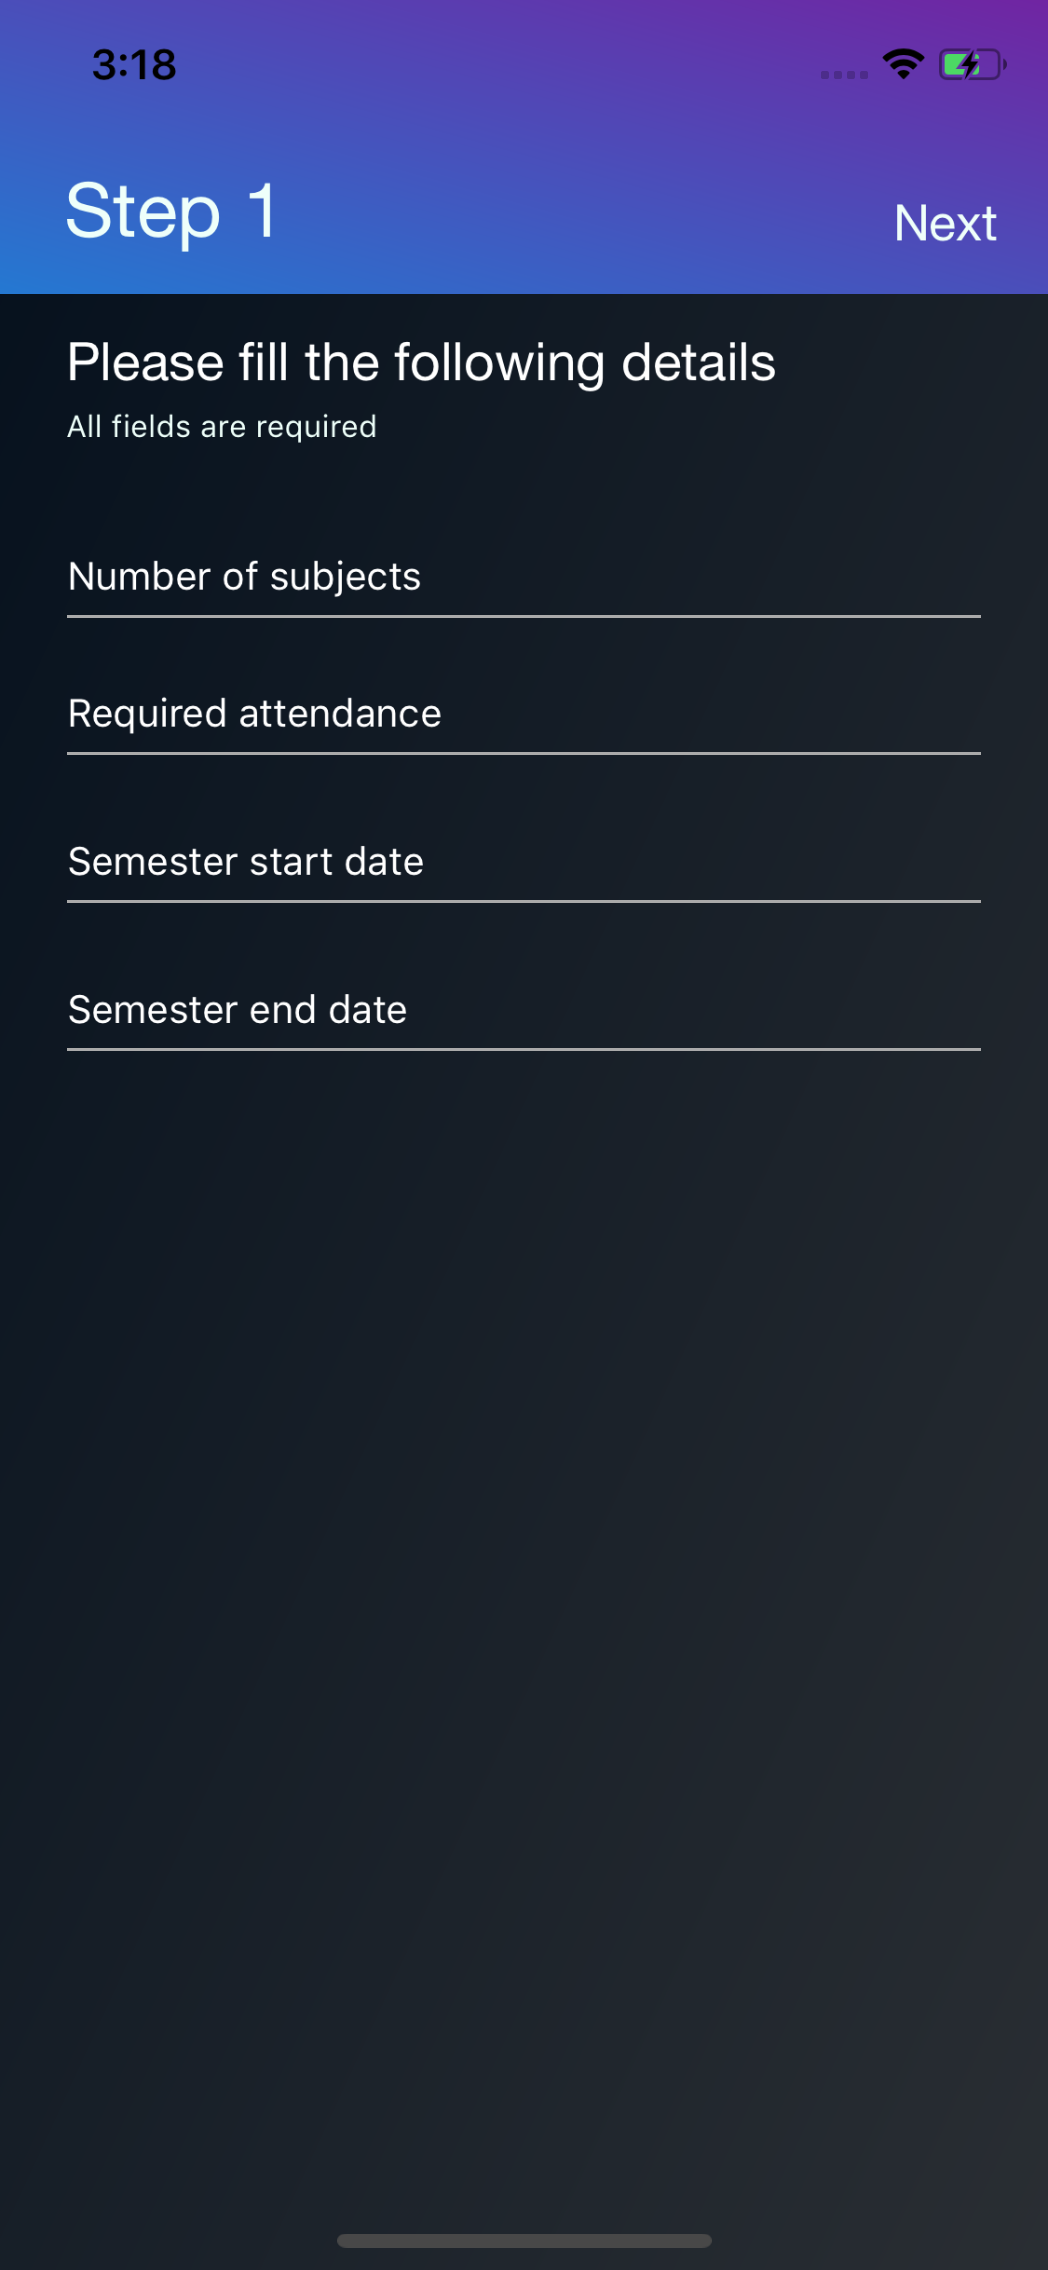 3:18
Step 1
Next
Please fill the following details
All fields are required
Number of subjects
Required attendance
Semester start date
Semester end date